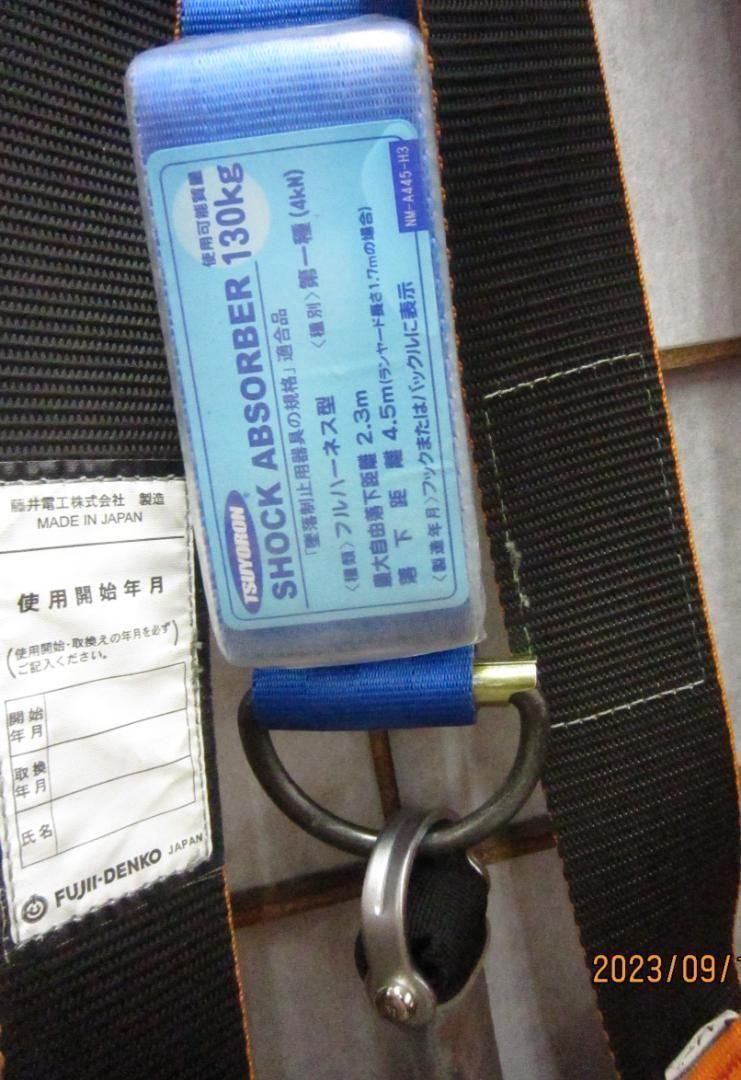 使用可能質量
130kg
TSUYORON®
SHOCK ABSORBER
「墜落制止用器具の規格」適合品
〈種類〉フルハーネス型 〈種別〉第一種(4kN)
最大自由落下距離 2.3m
落下距離 4.5m(ランヤード長さ1.7mの場合)
〈製造年月〉フックまたはバックルに表示
NM-A445-H3
藤井電工株式会社 製造
MADE IN JAPAN
使用開始年月
(使用開始・取換えの年月を必ず
ご記入ください。)
開始
年月
取換
年月
氏名
FUJII-DENKO JAPAN
2023/09/